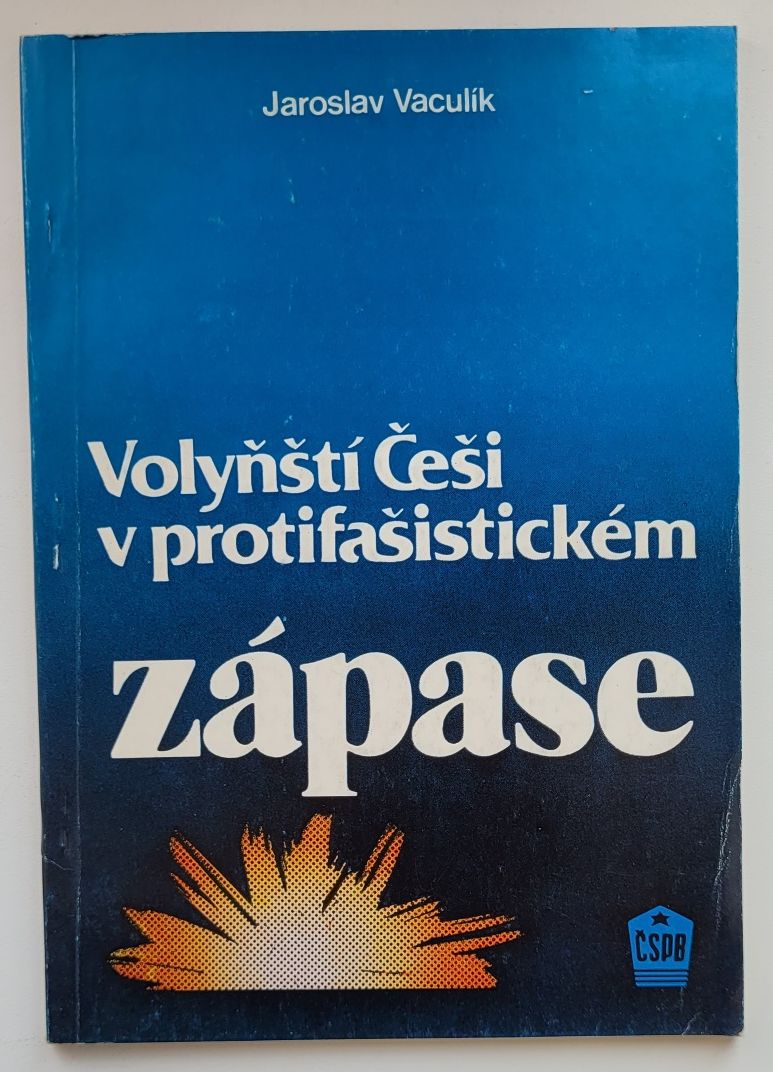 Jaroslav Vaculík
Volyňští Češi
v protifašistickém
zápase
ČSPB